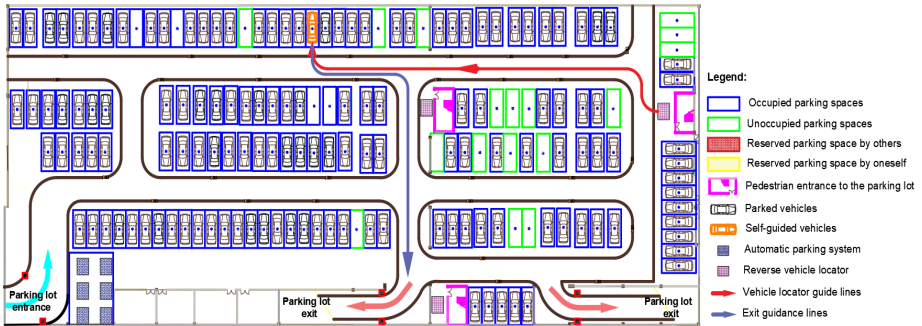 Legend:
Occupied parking spaces
Unoccupied parking spaces
Reserved parking space by others
Reserved parking space by oneself
Pedestrian entrance to the parking lot
Parked vehicles
Self-guided vehicles
Automatic parking system
Reverse vehicle locator
Vehicle locator guide lines
Exit guidance lines
Parking lot
entrance
Parking lot
exit
Parking lot
exit